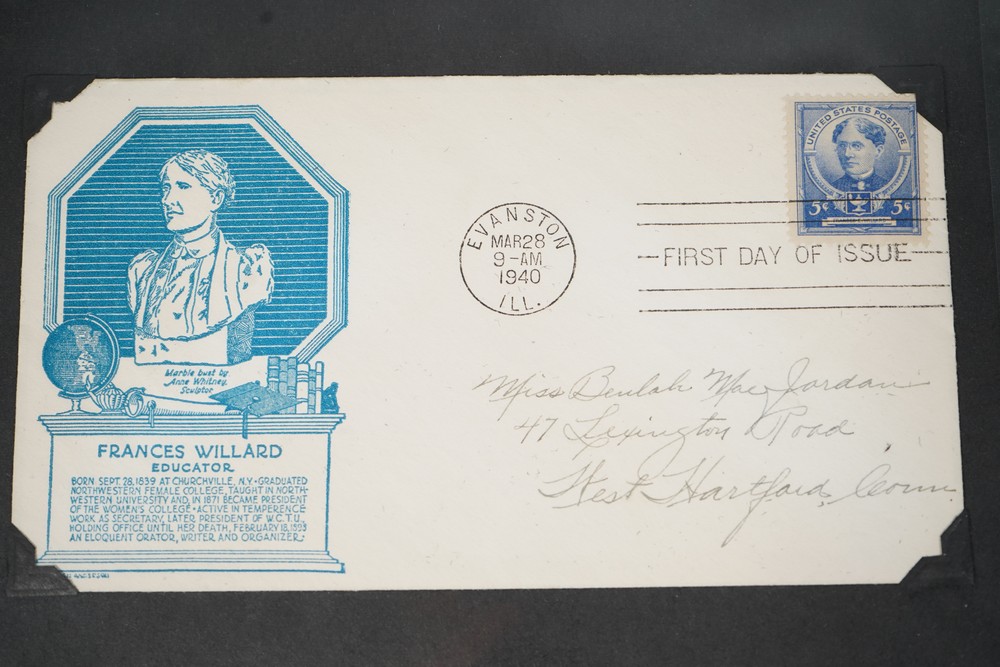 Marble bust by
Anne Whitney,
Sculptor
FRANCES WILLARD
EDUCATOR
BORN SEPT. 28, 1839 AT CHURCHVILLE, N.Y. • GRADUATED
NORTHWESTERN FEMALE COLLEGE, TAUGHT IN NORTH-
WESTERN UNIVERSITY AND IN 1871 BECAME PRESIDENT
OF THE WOMEN'S COLLEGE • ACTIVE IN TEMPERENCE
WORK AS SECRETARY, LATER PRESIDENT OF W.C.T.U.,
HOLDING OFFICE UNTIL HER DEATH, FEBRUARY 18, 1898
AN ELOQUENT ORATOR, WRITER AND ORGANIZER.
EVANSTON
MAR 28
9-AM
1940
ILL.
UNITED STATES POSTAGE
5¢ 5¢
FIRST DAY OF ISSUE
Miss Beulah Mae Jordan
47 Lexington Road
West Hartford, Conn.